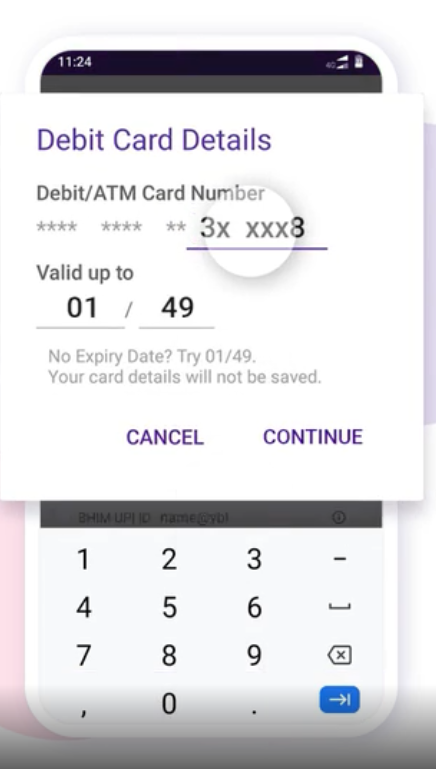 11:24
4G
Debit Card Details
Debit/ATM Card Number
**** **** ** 3x xxx8
Valid up to
01 / 49
No Expiry Date? Try 01/49.
Your card details will not be saved.
CANCEL CONTINUE
BHIM UPI ID name@ybl
1 2 3 -
4 5 6
7 8 9
, 0 .